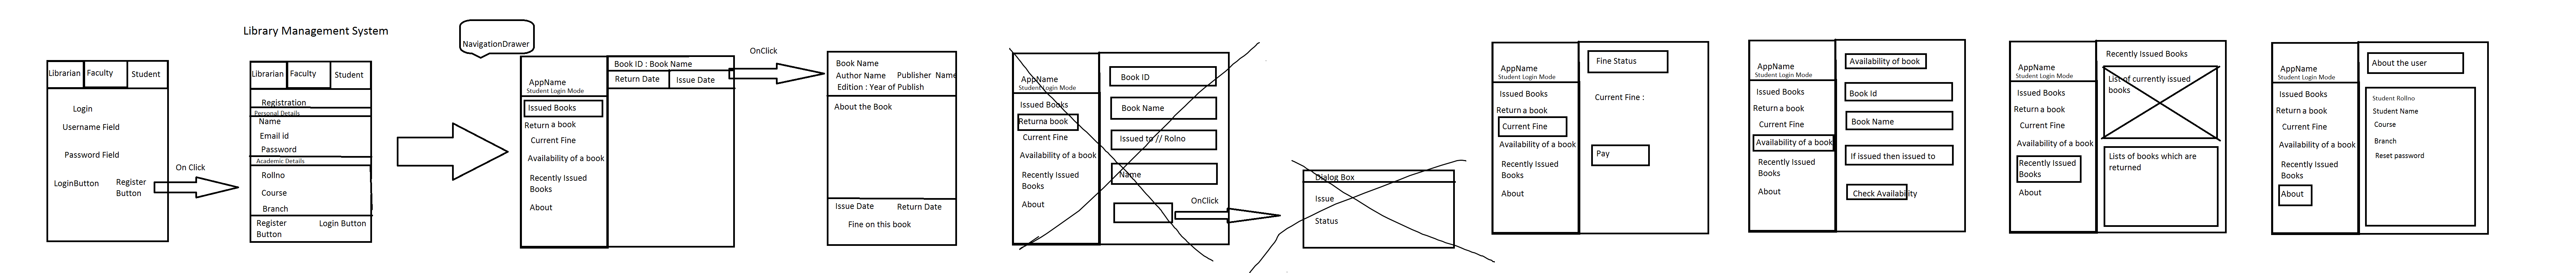 Library Management System
Librarian Faculty Student
Login
Username Field
Password Field
LoginButton Register
Button
On Click
Librarian Faculty Student
Registration
Personal Details
Name
Email id
Password
Academic Details
Rollno
Course
Branch
Register
Button
Login Button
NavigationDrawer
AppName
Student Login Mode
Issued Books
Return a book
Current Fine
Availability of a book
Recently Issued
Books
About
Book ID : Book Name
Return Date Issue Date
OnClick
Book Name
Author Name Publisher Name
Edition : Year of Publish
About the Book
Issue Date Return Date
Fine on this book
AppName
Student Login Mode
Issued Books
Returna book
Current Fine
Availability of a book
Recently Issued
Books
About
Book ID
Book Name
Issued to // Rolno
Name
OnClick
Dialog Box
Issue
Status
AppName
Student Login Mode
Issued Books
Return a book
Current Fine
Availability of a book
Recently Issued
Books
About
Fine Status
Current Fine :
Pay
AppName
Student Login Mode
Issued Books
Return a book
Current Fine
Availability of a book
Recently Issued
Books
About
Availability of book
Book Id
Book Name
If issued then issued to
Check Availability
AppName
Student Login Mode
Issued Books
Return a book
Current Fine
Availability of a book
Recently Issued
Books
About
Recently Issued Books
List of currently issued
books
Lists of books which are
returned
AppName
Student Login Mode
Issued Books
Return a book
Current Fine
Availability of a book
Recently Issued
Books
About
About the user
Student Rollno
Student Name
Course
Branch
Reset password